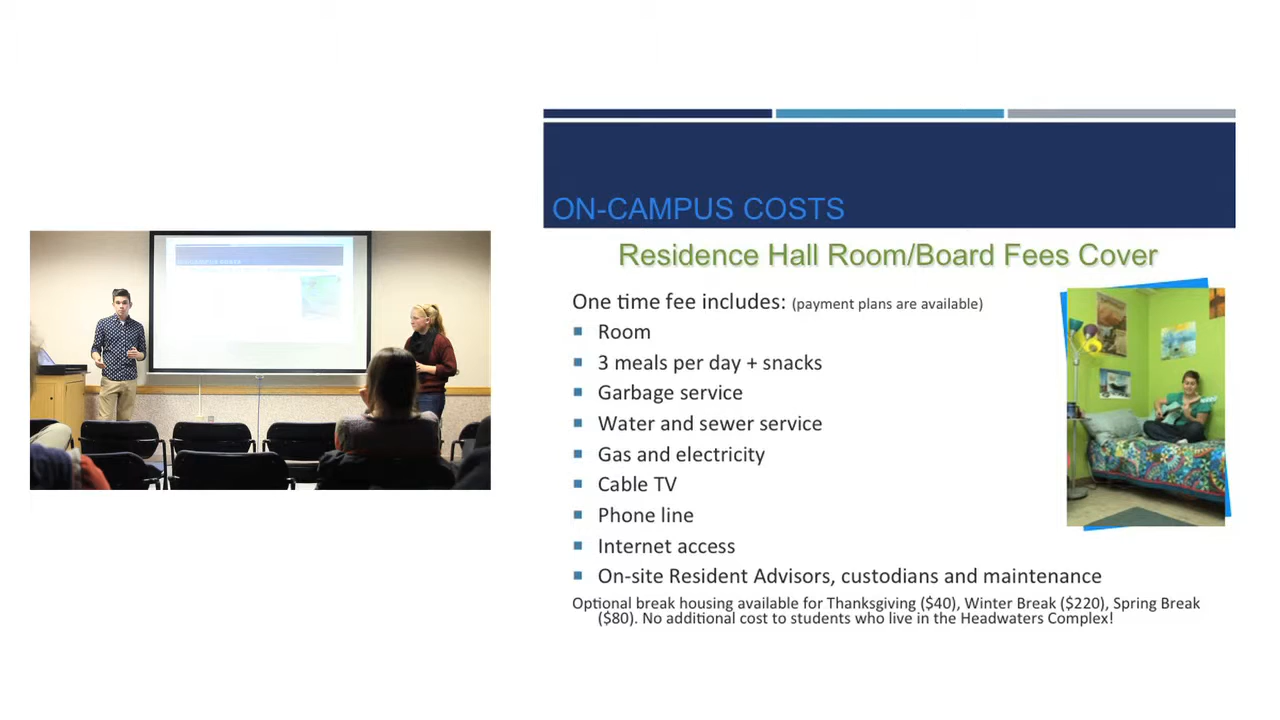 ON-CAMPUS COSTS
Residence Hall Room/Board Fees Cover
One time fee includes: (payment plans are available)
Room
3 meals per day + snacks
Garbage service
Water and sewer service
Gas and electricity
Cable TV
Phone line
Internet access
On-site Resident Advisors, custodians and maintenance
Optional break housing available for Thanksgiving ($40), Winter Break ($220), Spring Break
($80). No additional cost to students who live in the Headwaters Complex!